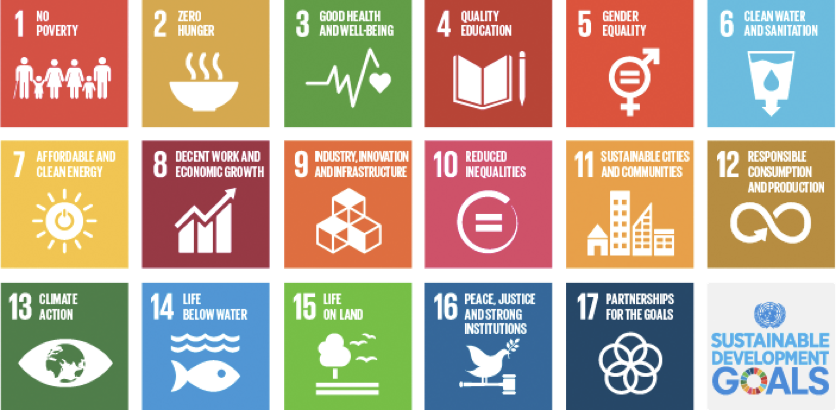 1 NO
POVERTY
2 ZERO
HUNGER
3 GOOD HEALTH
AND WELL-BEING
4 QUALITY
EDUCATION
5 GENDER
EQUALITY
6 CLEAN WATER
AND SANITATION
7 AFFORDABLE AND
CLEAN ENERGY
8 DECENT WORK AND
ECONOMIC GROWTH
9 INDUSTRY, INNOVATION
AND INFRASTRUCTURE
10 REDUCED
INEQUALITIES
11 SUSTAINABLE CITIES
AND COMMUNITIES
12 RESPONSIBLE
CONSUMPTION
AND PRODUCTION
13 CLIMATE
ACTION
14 LIFE
BELOW WATER
15 LIFE
ON LAND
16 PEACE, JUSTICE
AND STRONG
INSTITUTIONS
17 PARTNERSHIPS
FOR THE GOALS
SUSTAINABLE
DEVELOPMENT
GOALS